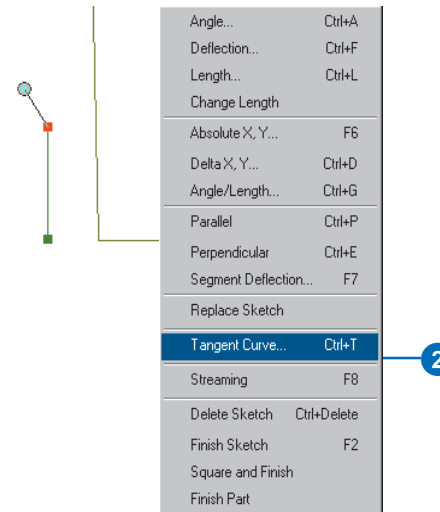 Angle... Ctrl+A
Deflection... Ctrl+F
Length... Ctrl+L
Change Length
Absolute X, Y... F6
Delta X, Y... Ctrl+D
Angle/Length... Ctrl+G
Parallel Ctrl+P
Perpendicular Ctrl+E
Segment Deflection... F7
Replace Sketch
Tangent Curve... Ctrl+T
2
Streaming F8
Delete Sketch Ctrl+Delete
Finish Sketch F2
Square and Finish
Finish Part